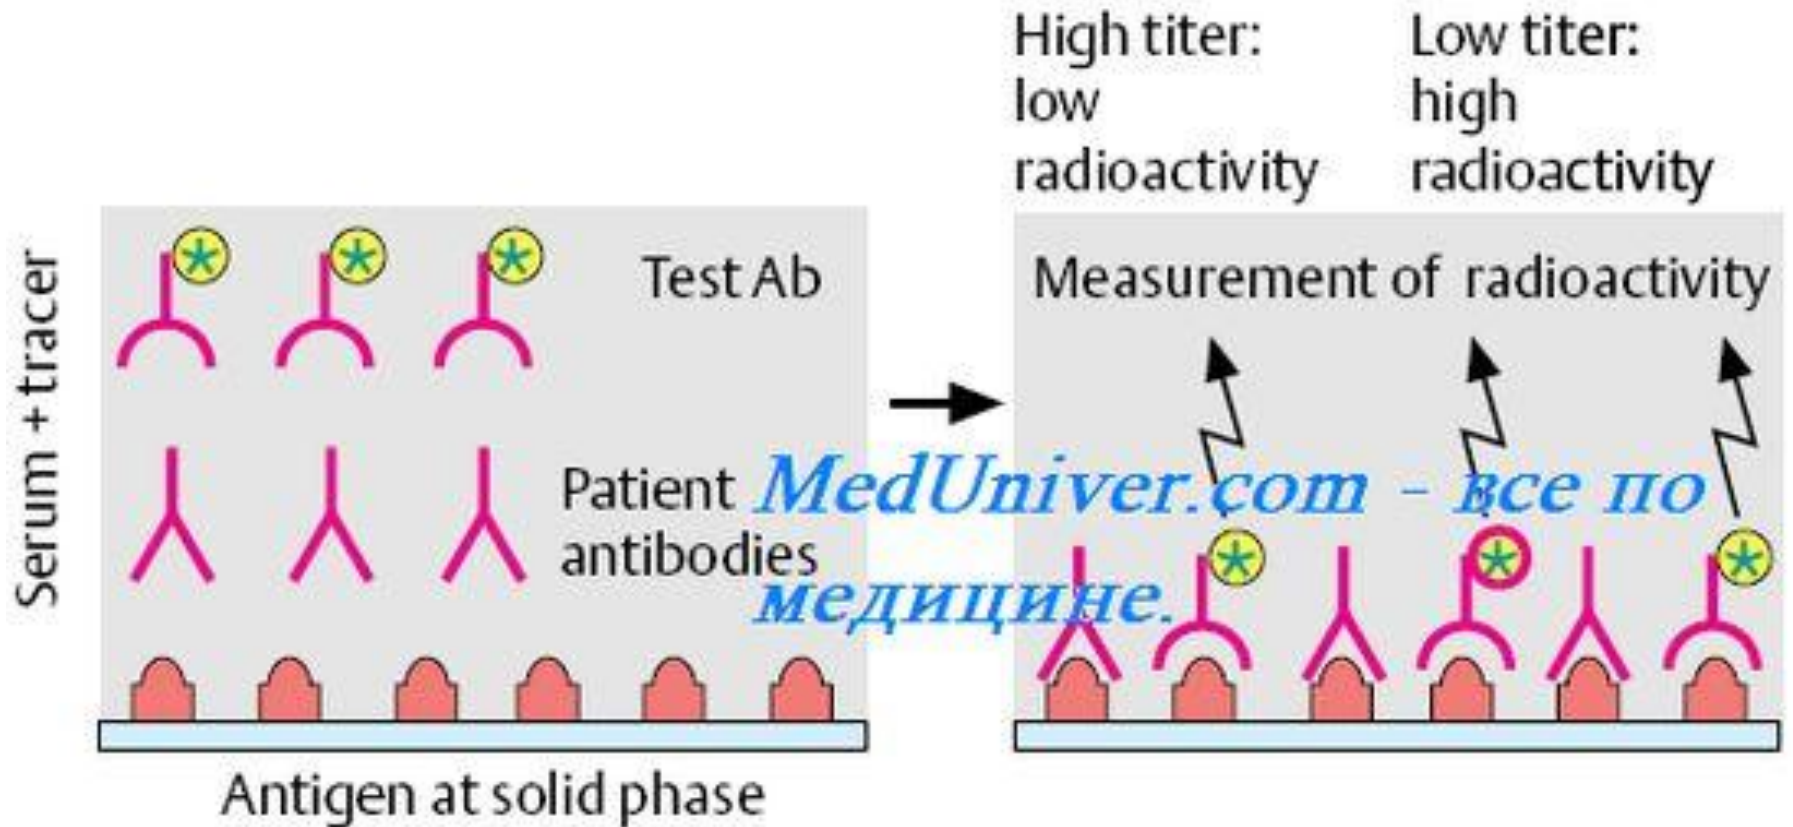 High titer:
low
radioactivity
Low titer:
high
radioactivity
Serum + tracer
Test Ab
Patient
antibodies
Antigen at solid phase
Measurement of radioactivity
MedUniver.com - все по
медицине.